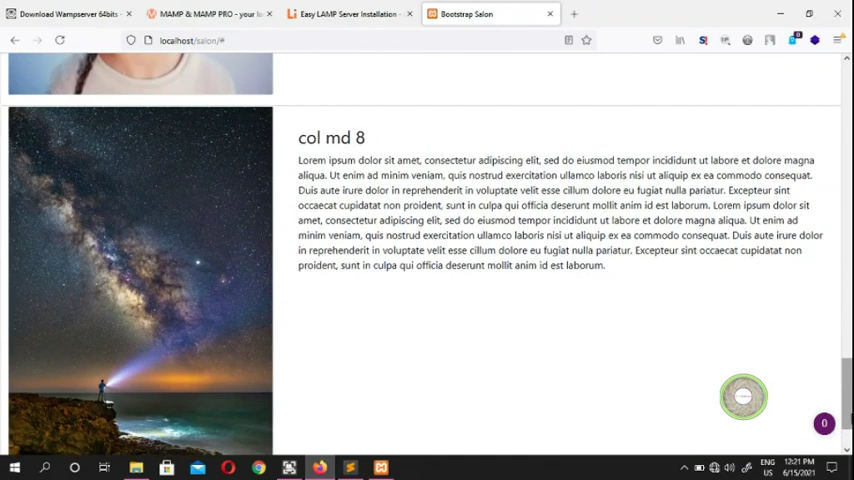 Download Wampserver 64bits -
MAMP & MAMP PRO - your lo
Easy LAMP Server Installation -
Bootstrap Salon
localhost/salon/#
col md 8
Lorem ipsum dolor sit amet, consectetur adipiscing elit, sed do eiusmod tempor incididunt ut labore et dolore magna
aliqua. Ut enim ad minim veniam, quis nostrud exercitation ullamco laboris nisi ut aliquip ex ea commodo consequat.
Duis aute irure dolor in reprehenderit in voluptate velit esse cillum dolore eu fugiat nulla pariatur. Excepteur sint
occaecat cupidatat non proident, sunt in culpa qui officia deserunt mollit anim id est laborum. Lorem ipsum dolor sit
amet, consectetur adipiscing elit, sed do eiusmod tempor incididunt ut labore et dolore magna aliqua. Ut enim ad
minim veniam, quis nostrud exercitation ullamco laboris nisi ut aliquip ex ea commodo consequat. Duis aute irure dolor
in reprehenderit in voluptate velit esse cillum dolore eu fugiat nulla pariatur. Excepteur sint occaecat cupidatat non
proident, sunt in culpa qui officia deserunt mollit anim id est laborum.
0
ENG
US
12:21 PM
6/15/2021